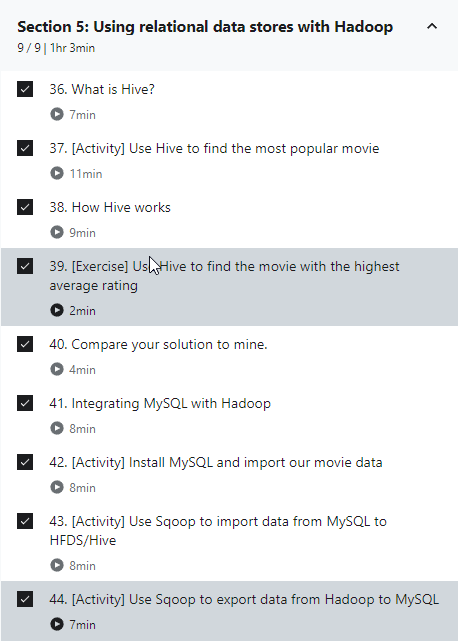 Section 5: Using relational data stores with Hadoop
9 / 9 | 1hr 3min
36. What is Hive?
7min
37. [Activity] Use Hive to find the most popular movie
11min
38. How Hive works
9min
39. [Exercise] Use Hive to find the movie with the highest
average rating
2min
40. Compare your solution to mine.
4min
41. Integrating MySQL with Hadoop
8min
42. [Activity] Install MySQL and import our movie data
8min
43. [Activity] Use Sqoop to import data from MySQL to
HFDS/Hive
8min
44. [Activity] Use Sqoop to export data from Hadoop to MySQL
7min